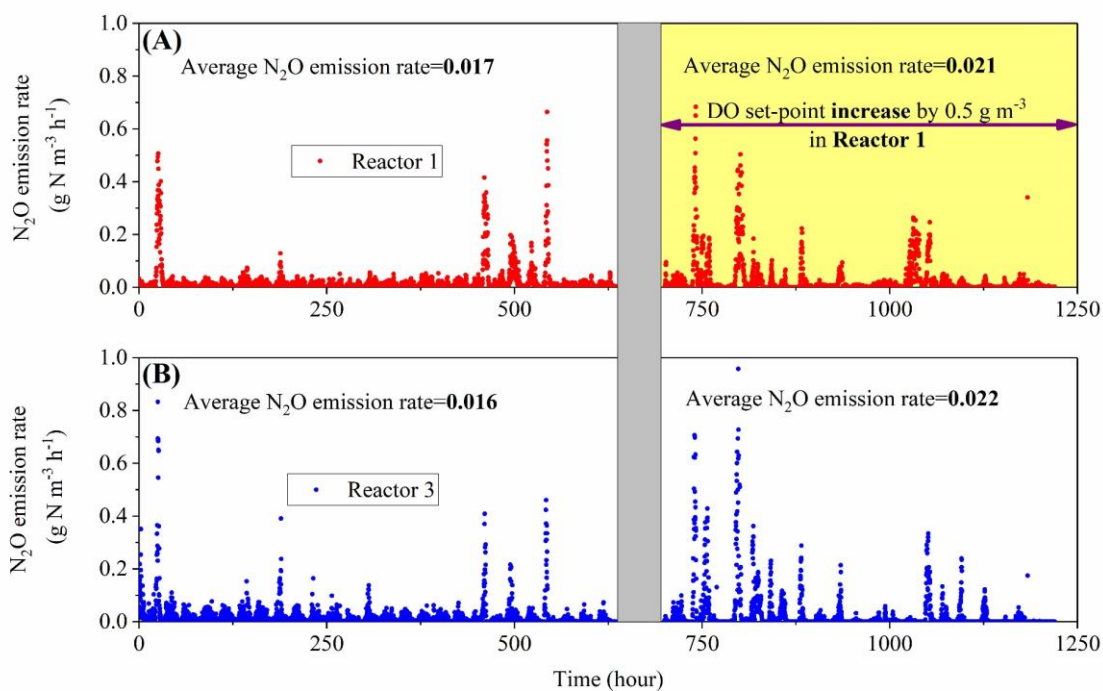 (A)
Average N₂O emission rate=0.017
Average N₂O emission rate=0.021
DO set-point increase by 0.5 g m⁻³
in Reactor 1
Reactor 1
N₂O emission rate
(g N m⁻³ h⁻¹)
1.0
0.8
0.6
0.4
0.2
0.0
0
250
500
750
1000
1250
(B)
Average N₂O emission rate=0.016
Average N₂O emission rate=0.022
Reactor 3
N₂O emission rate
(g N m⁻³ h⁻¹)
1.0
0.8
0.6
0.4
0.2
0.0
0
250
500
750
1000
1250
Time (hour)